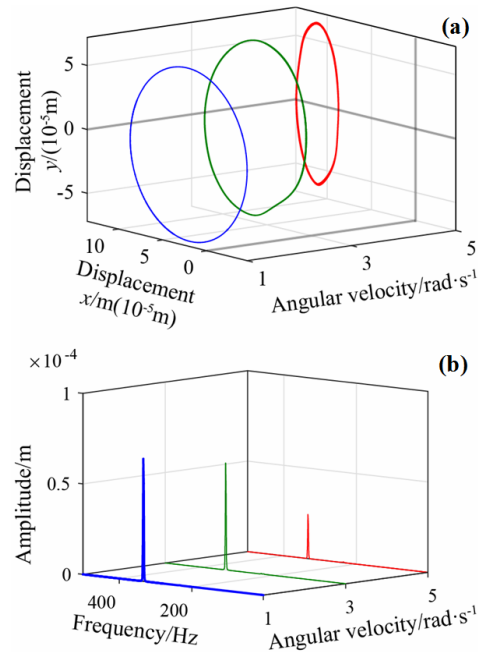 (a)
Displacement
y/(10-5m)
5
0
-5
10
5
0
Displacement
x/m(10-5m)
1
3
5
Angular velocity/rad·s-1
(b)
×10-4
1
0.5
0
Amplitude/m
400
200
Frequency/Hz
1
3
5
Angular velocity/rad·s-1